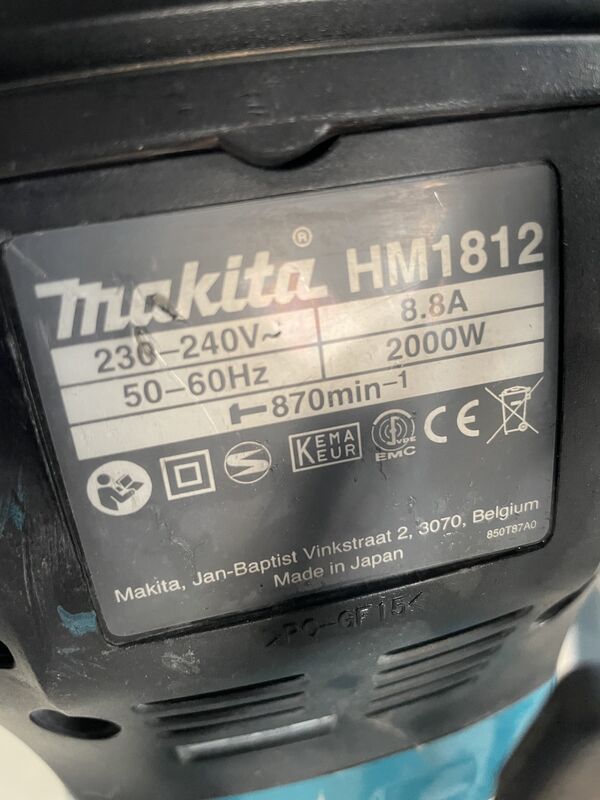 makita® HM1812
230-240V~ 8.8A
50-60Hz 2000W
870min-1
KEMA
KEUR
VDE
EMC
CE
Makita, Jan-Baptist Vinkstraat 2, 3070, Belgium
Made in Japan
850T87A0
>PC-GF15<